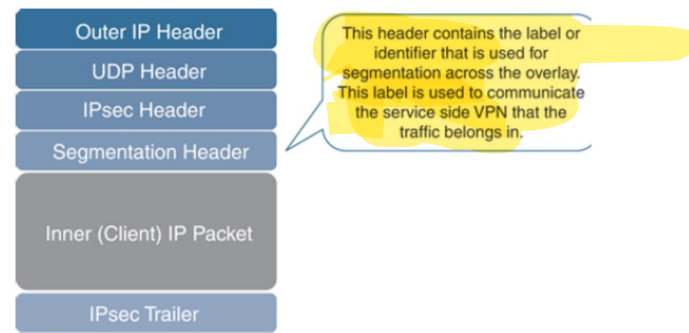 Outer IP Header
UDP Header
IPsec Header
Segmentation Header
Inner (Client) IP Packet
IPsec Trailer
This header contains the label or
identifier that is used for
segmentation across the overlay.
This label is used to communicate
the service side VPN that the
traffic belongs in.